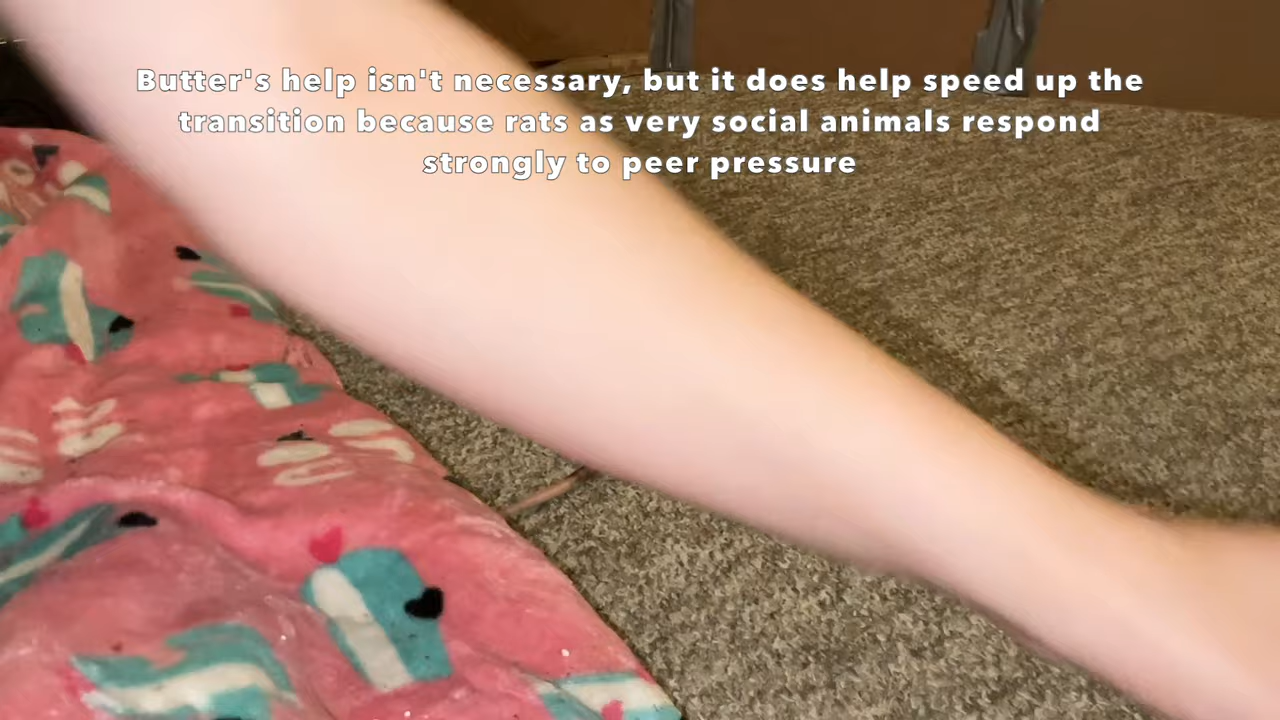 Butter's help isn't necessary, but it does help speed up the
transition because rats as very social animals respond
strongly to peer pressure